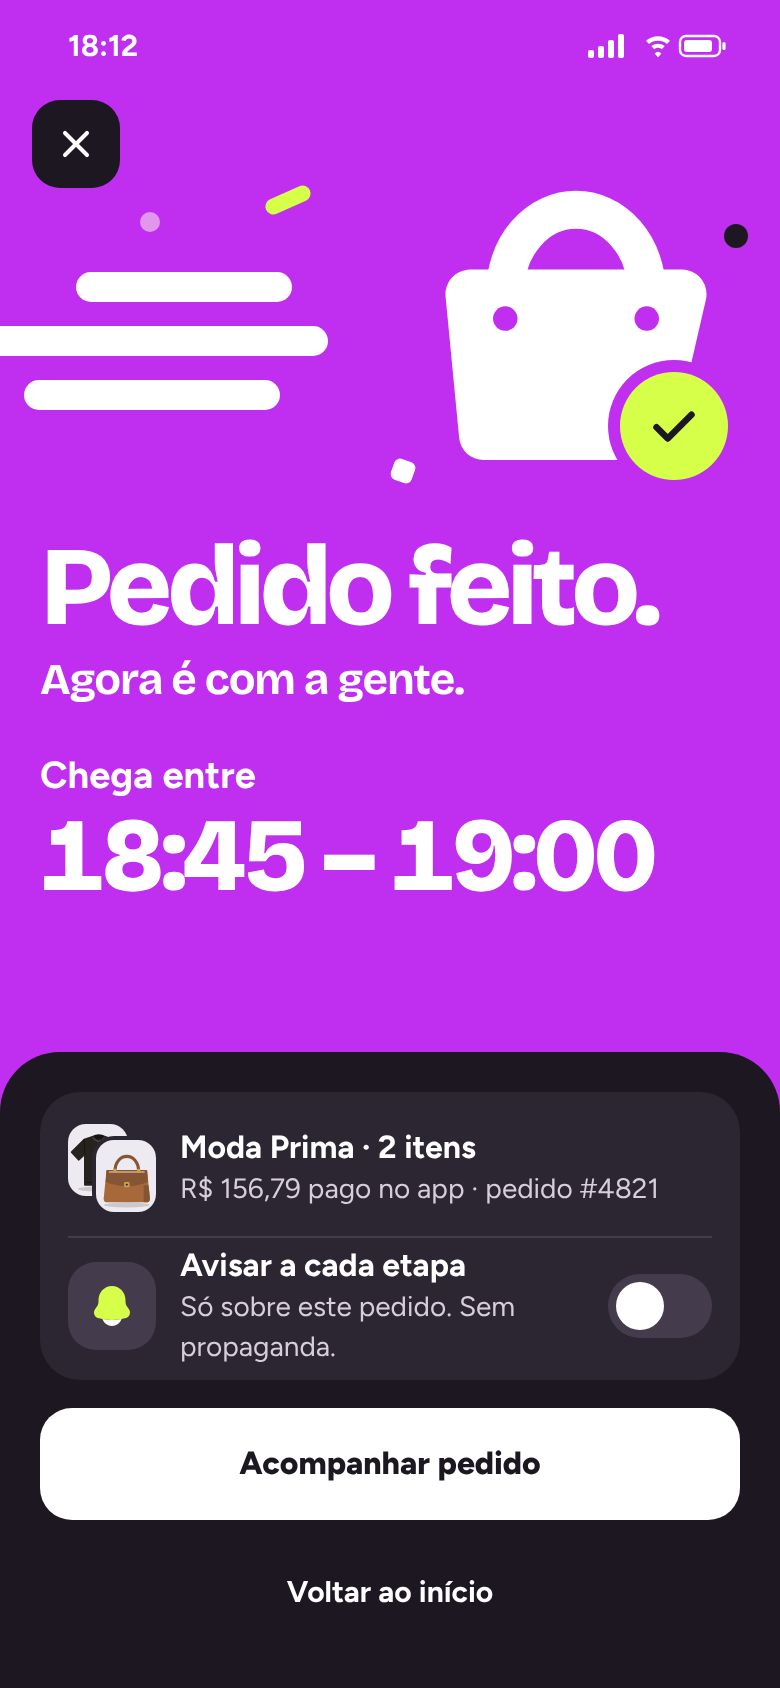 18:12
Pedido feito.
Agora é com a gente.
Chega entre
18:45 – 19:00
Moda Prima · 2 itens
R$ 156,79 pago no app · pedido #4821
Avisar a cada etapa
Só sobre este pedido. Sem
propaganda.
Acompanhar pedido
Voltar ao início